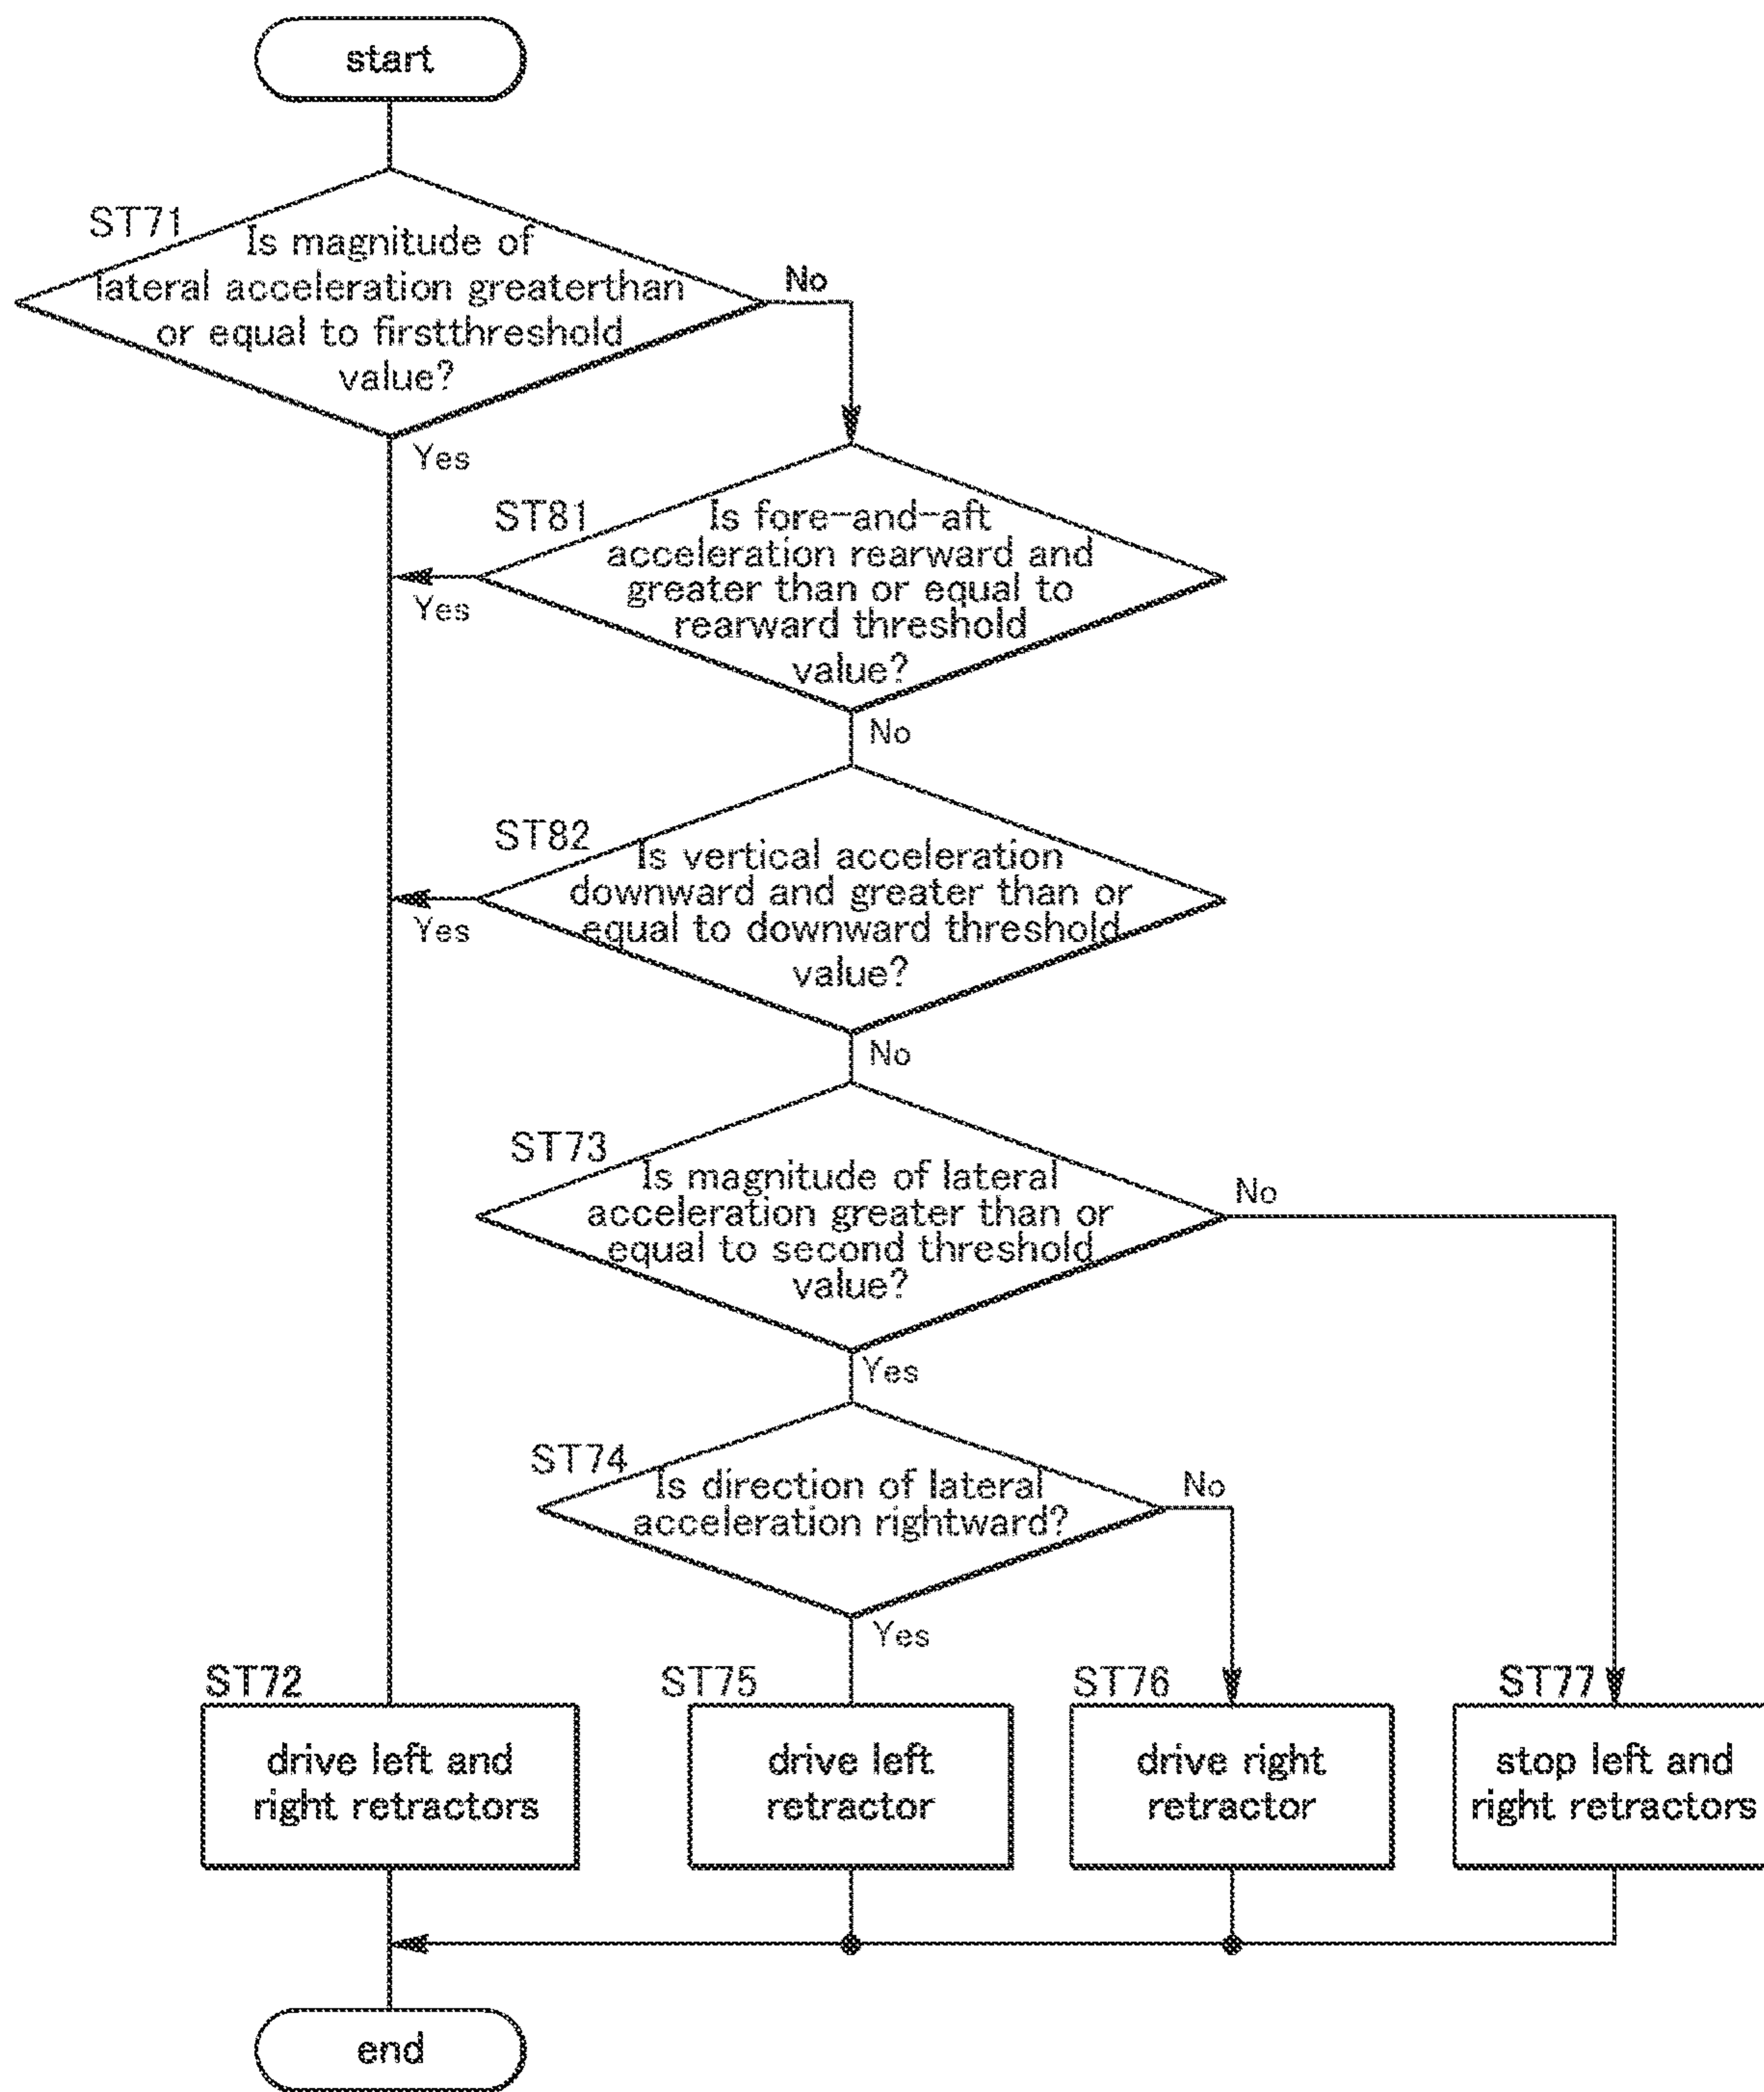 start
ST71
Is magnitude of
lateral acceleration greaterthan
or equal to firstthreshold
value?
No
Yes
ST81
Is fore-and-aft
acceleration rearward and
greater than or equal to
rearward threshold
value?
Yes
No
ST82
Is vertical acceleration
downward and greater than or
equal to downward threshold
value?
Yes
No
ST73
Is magnitude of lateral
acceleration greater than or
equal to second threshold
value?
No
Yes
ST74
Is direction of lateral
acceleration rightward?
No
Yes
ST72
drive left and
right retractors
ST75
drive left
retractor
ST76
drive right
retractor
ST77
stop left and
right retractors
end